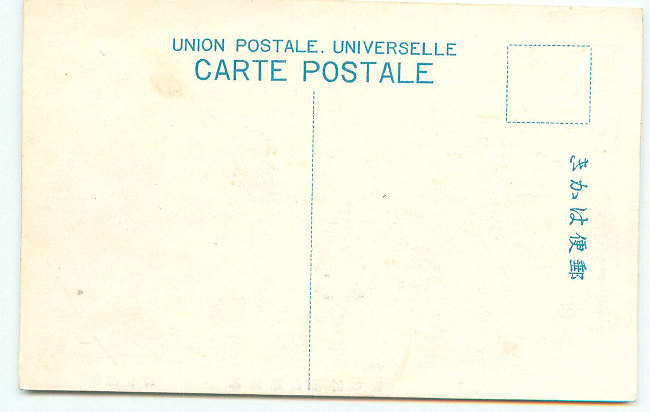 UNION POSTALE. UNIVERSELLE
CARTE POSTALE
郵便はかき